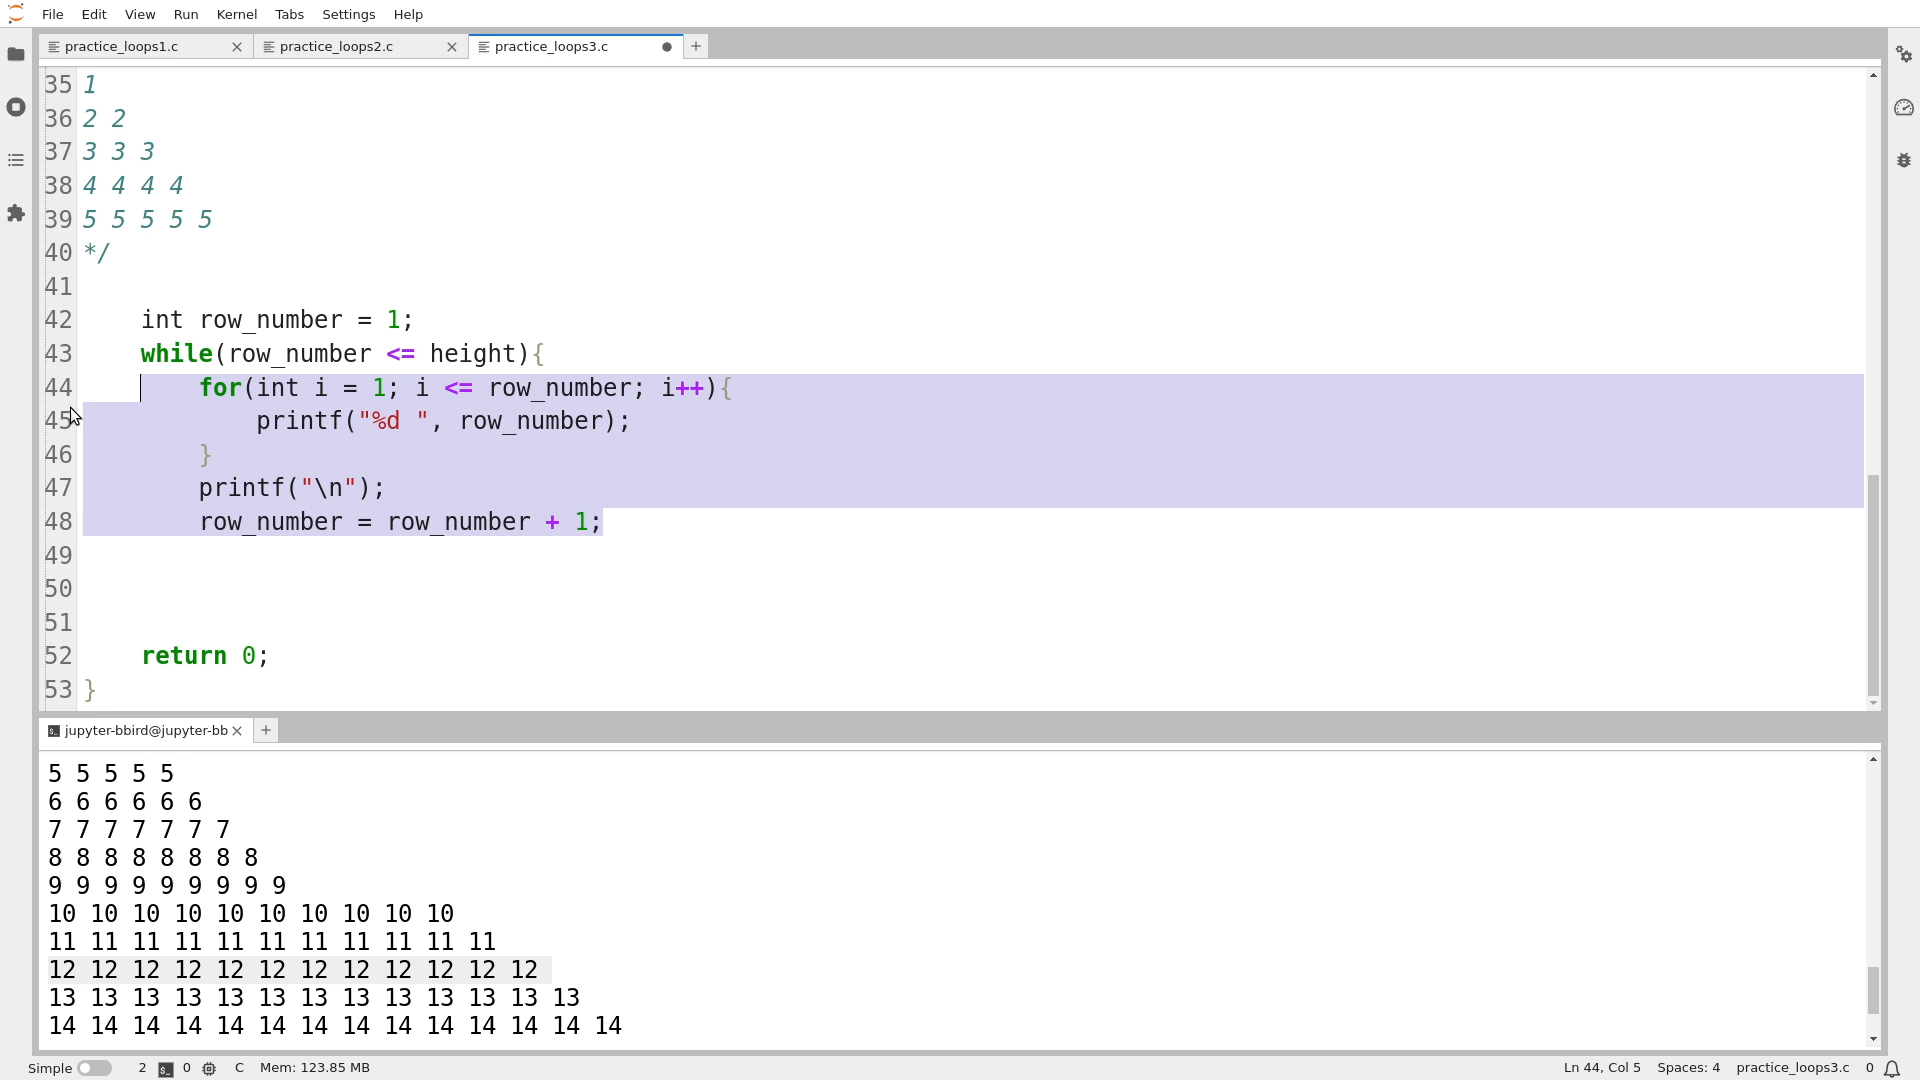 File Edit View Run Kernel Tabs Settings Help
practice_loops1.c practice_loops2.c practice_loops3.c
35 1
36 2 2
37 3 3 3
38 4 4 4 4
39 5 5 5 5 5
40 */
41
42     int row_number = 1;
43     while(row_number <= height){
44         for(int i = 1; i <= row_number; i++){
45             printf("%d ", row_number);
46         }
47         printf("\n");
48         row_number = row_number + 1;
49
50
51
52     return 0;
53 }
jupyter-bbird@jupyter-bb
5 5 5 5 5
6 6 6 6 6 6
7 7 7 7 7 7 7
8 8 8 8 8 8 8 8
9 9 9 9 9 9 9 9 9
10 10 10 10 10 10 10 10 10 10
11 11 11 11 11 11 11 11 11 11 11
12 12 12 12 12 12 12 12 12 12 12 12
13 13 13 13 13 13 13 13 13 13 13 13 13
14 14 14 14 14 14 14 14 14 14 14 14 14 14
Simple 2 0 C Mem: 123.85 MB Ln 44, Col 5 Spaces: 4 practice_loops3.c 0